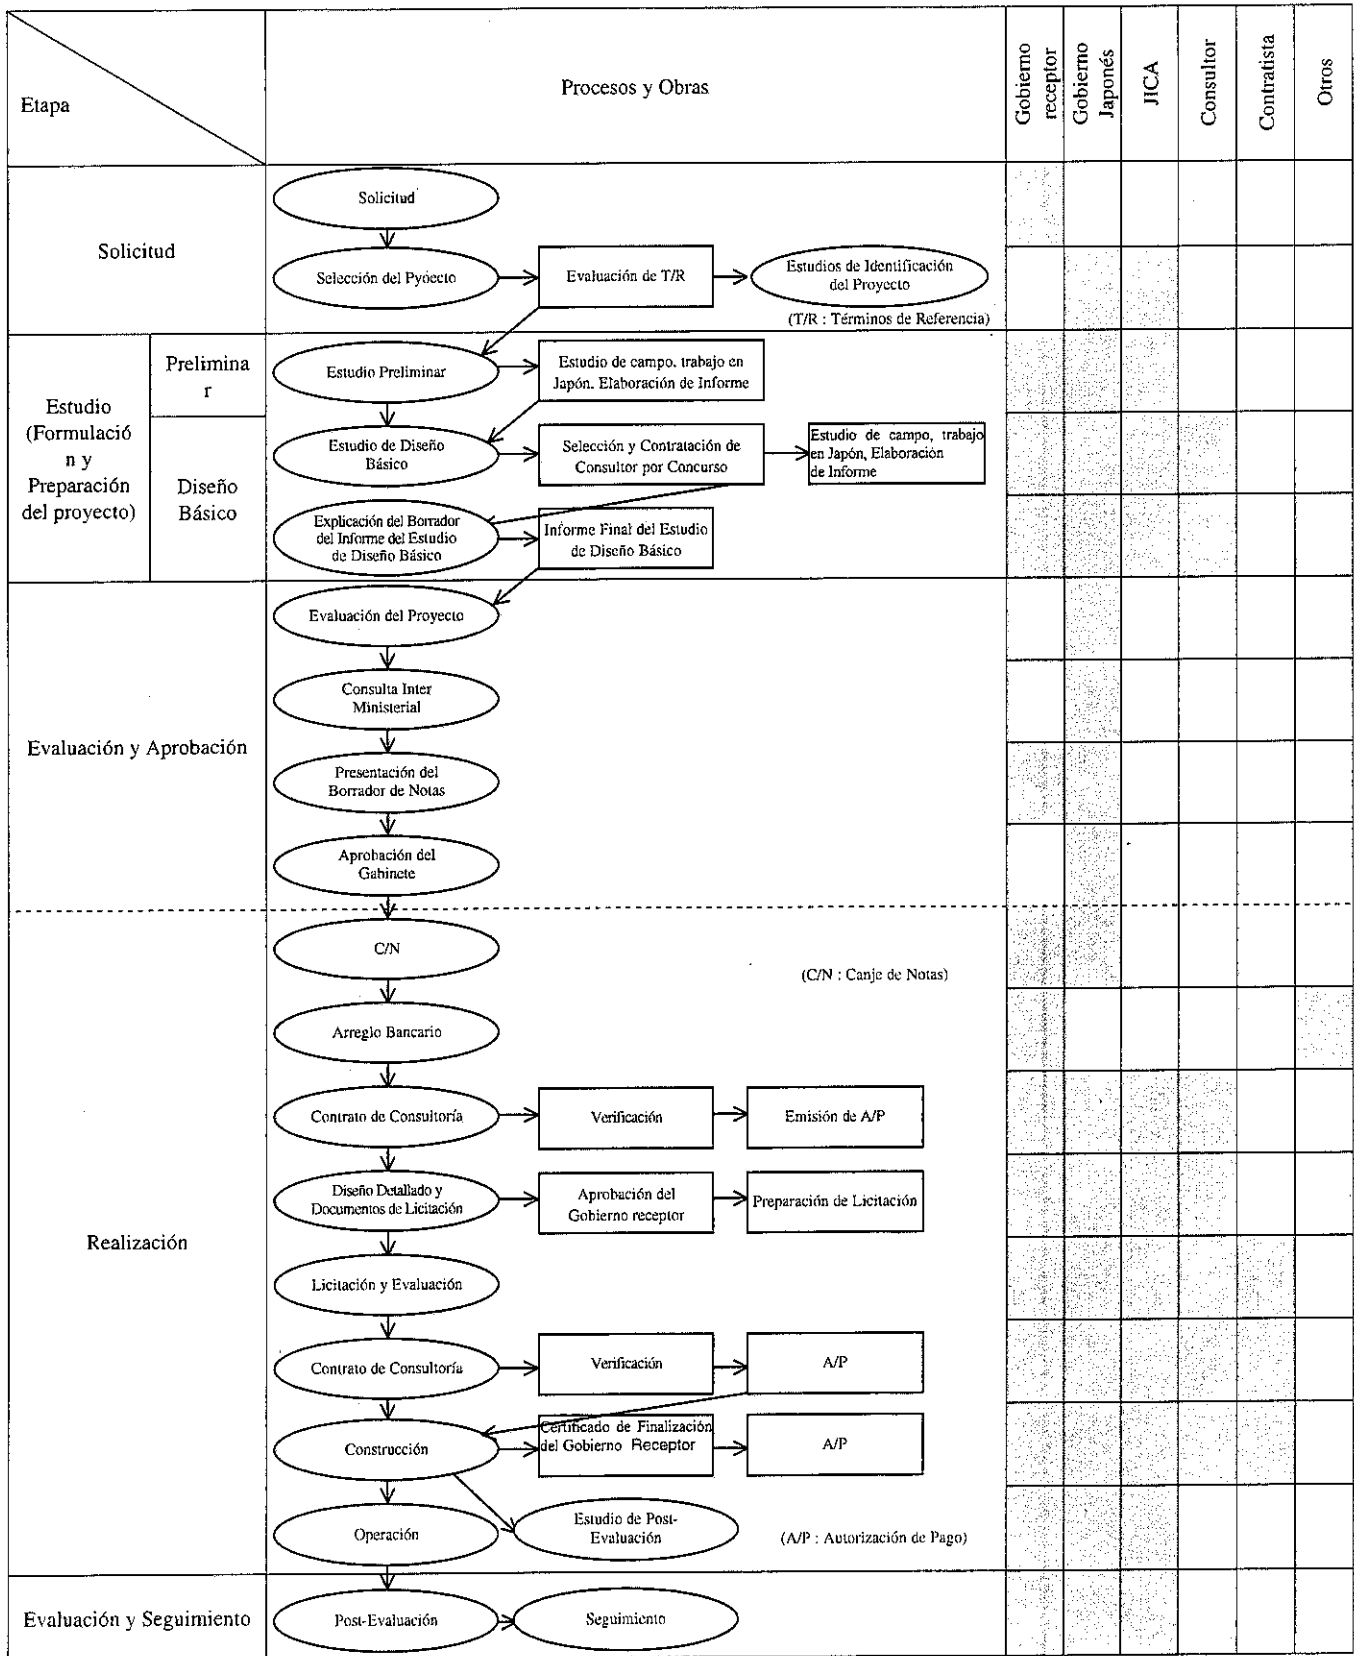 Etapa
Procesos y Obras
Gobierno
receptor
Gobierno
Japonés
JICA
Consultor
Contratista
Otros
Solicitud
Solicitud
Selección del Pyóecto
Evaluación de T/R
Estudios de Identificación
del Proyecto
(T/R : Términos de Referencia)
Estudio
(Formulació
n y
Preparación
del proyecto)
Prelimina
r
Estudio Preliminar
Estudio de campo, trabajo en
Japón. Elaboración de Informe
Diseño
Básico
Estudio de Diseño
Básico
Selección y Contratación de
Consultor por Concurso
Estudio de campo, trabajo
en Japón, Elaboración
de Informe
Explicación del Borrador
del Informe del Estudio
de Diseño Básico
Informe Final del Estudio
de Diseño Básico
Evaluación y Aprobación
Evaluación del Proyecto
Consulta Inter
Ministerial
Presentación del
Borrador de Notas
Aprobación del
Gabinete
Realización
C/N
(C/N : Canje de Notas)
Arreglo Bancario
Contrato de Consultoría
Verificación
Emisión de A/P
Diseño Detallado y
Documentos de Licitación
Aprobación del
Gobierno receptor
Preparación de Licitación
Licitación y Evaluación
Contrato de Consultoría
Verificación
A/P
Construcción
Certificado de Finalización
del Gobierno Receptor
A/P
Operación
Estudio de Post-
Evaluación
(A/P : Autorización de Pago)
Evaluación y Seguimiento
Post-Evaluación
Seguimiento